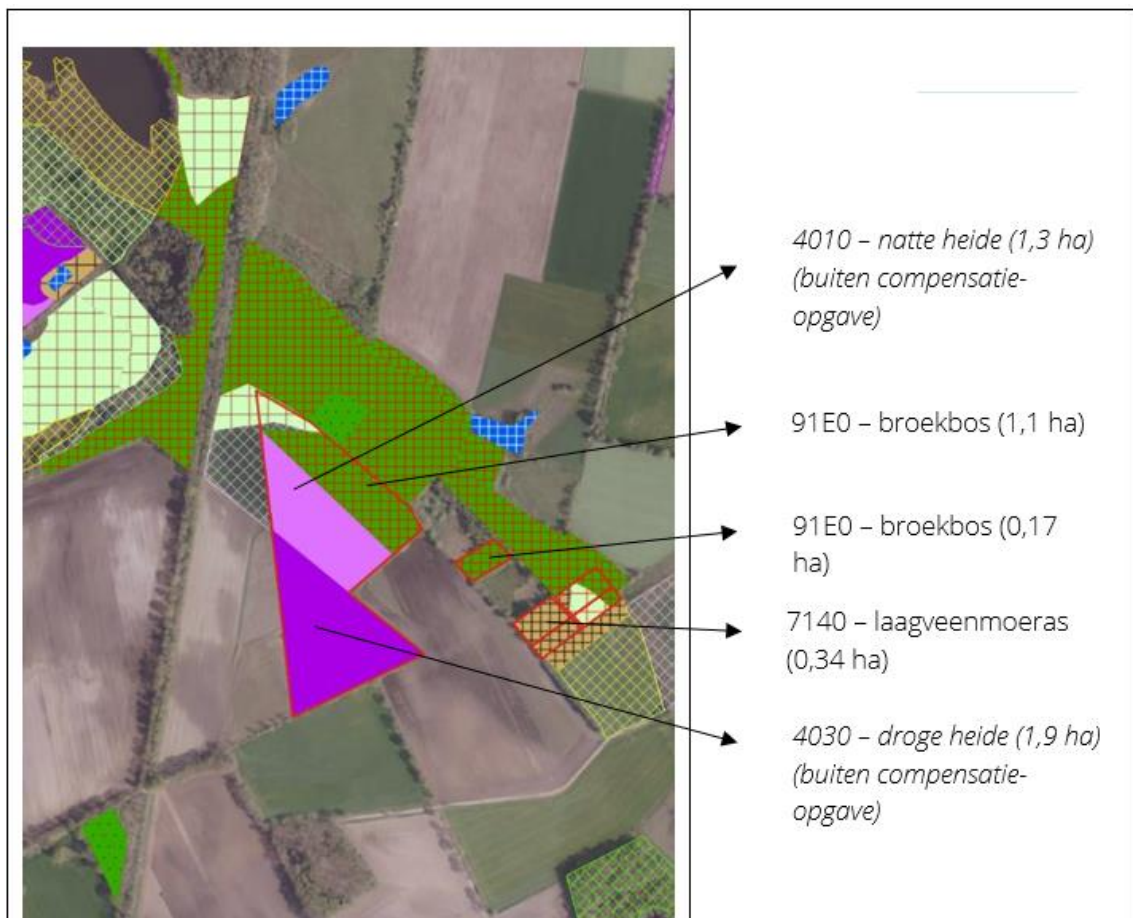 4010 – natte heide (1,3 ha)
(buiten compensatie-
opgave)
91E0 – broekbos (1,1 ha)
91E0 – broekbos (0,17
ha)
7140 – laagveenmoeras
(0,34 ha)
4030 – droge heide (1,9 ha)
(buiten compensatie-
opgave)